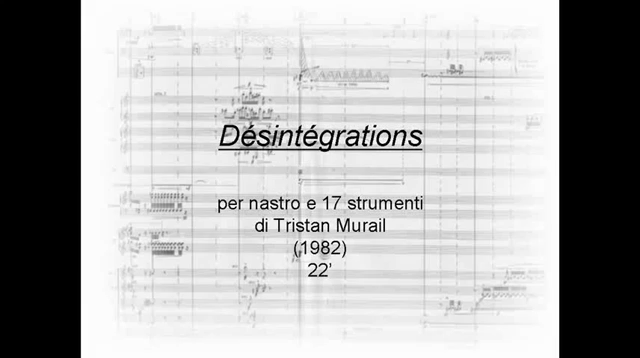 Désintégrations
per nastro e 17 strumenti
di Tristan Murail
(1982)
22’